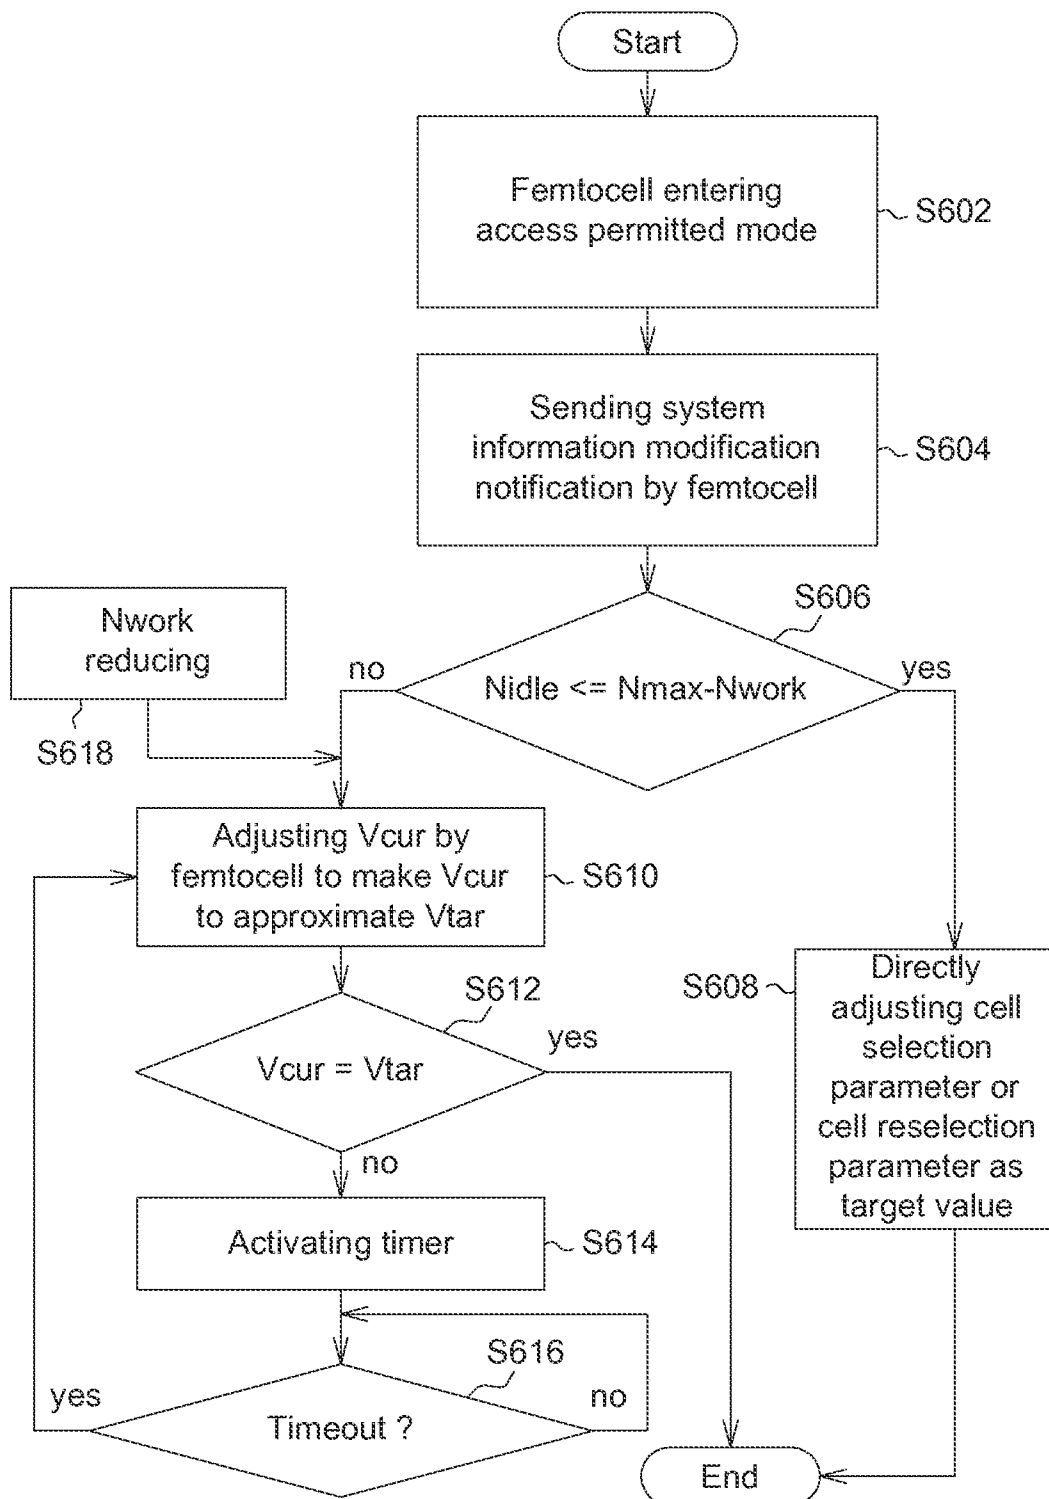 Start
Femtocell entering
access permitted mode
S602
Sending system
information modification
notification by femtocell
S604
S606
Nwork
reducing
S618
no
Nidle <= Nmax-Nwork
yes
Adjusting Vcur by
femtocell to make Vcur
to approximate Vtar
S610
S608
Directly
adjusting cell
selection
parameter or
cell reselection
parameter as
target value
S612
Vcur = Vtar
yes
no
Activating timer
S614
S616
yes
Timeout ?
no
End